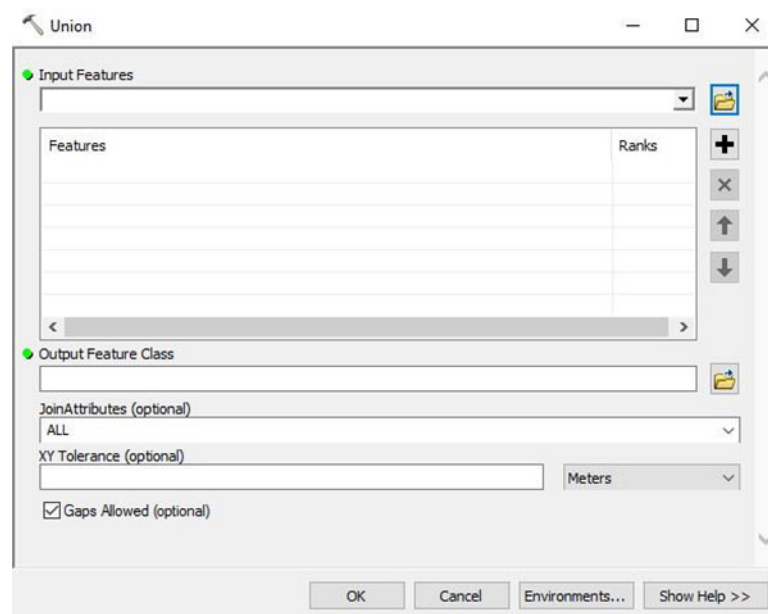 Union
Input Features
Features Ranks
Output Feature Class
JoinAttributes (optional)
ALL
XY Tolerance (optional)
Meters
Gaps Allowed (optional)
OK Cancel Environments... Show Help >>